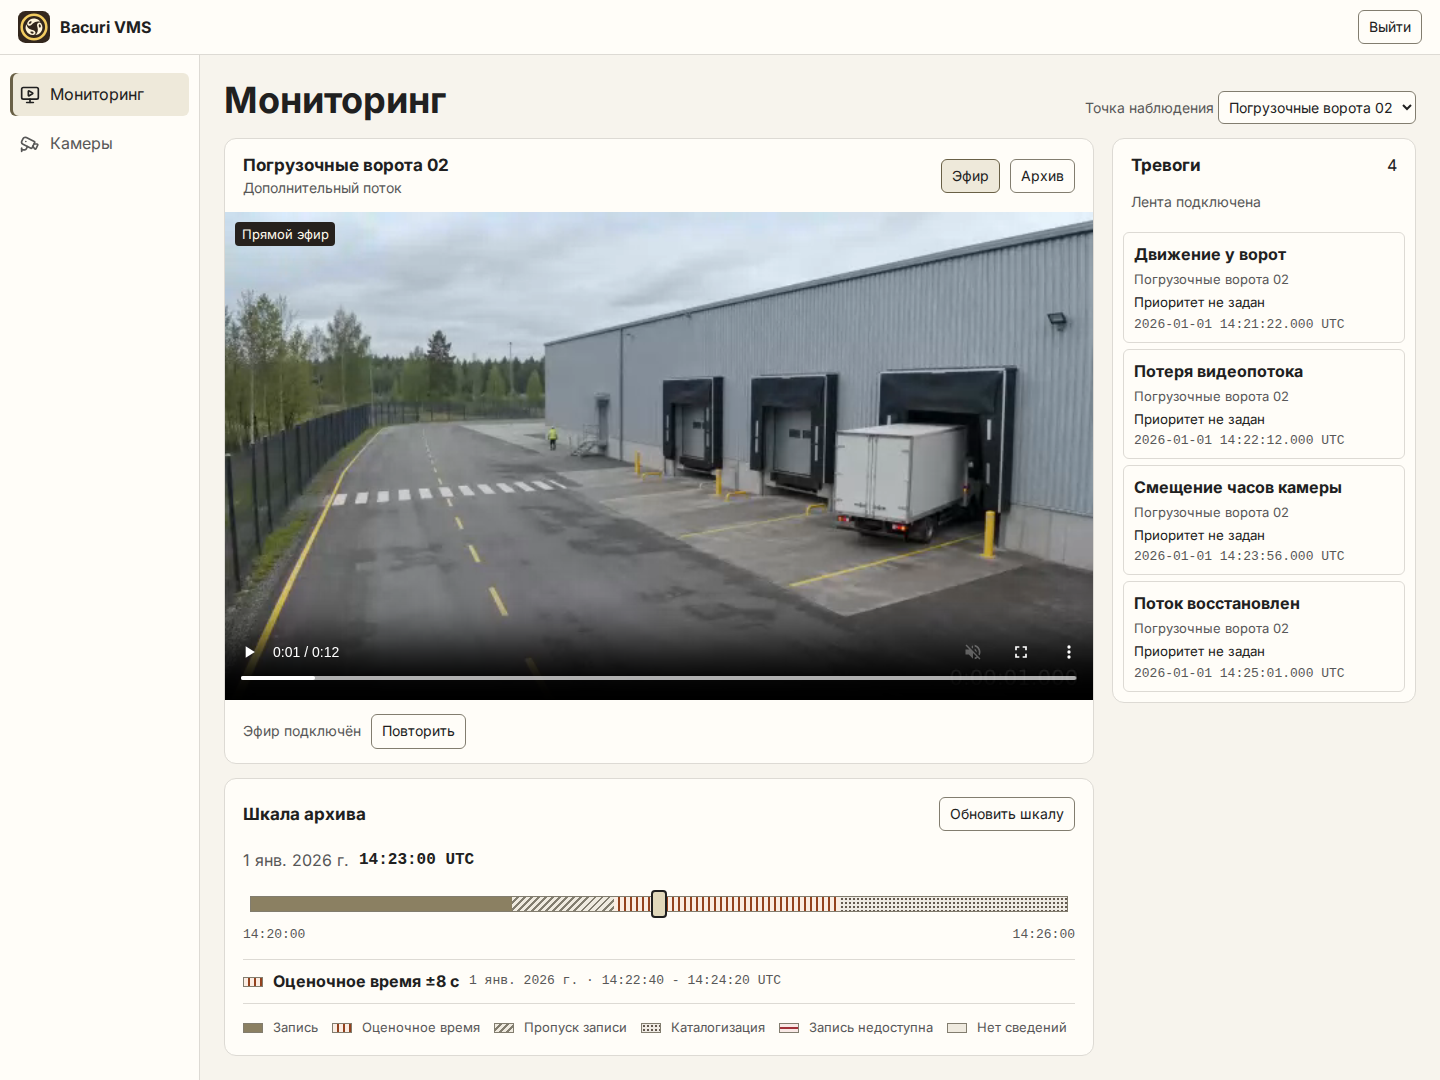 Bacuri VMS
Выйти
Мониторинг
Камеры
Мониторинг
Точка наблюдения
Погрузочные ворота 02
Погрузочные ворота 02
Дополнительный поток
Эфир
Архив
Прямой эфир
0:01 / 0:12
Эфир подключён
Повторить
Тревоги
4
Лента подключена
Движение у ворот
Погрузочные ворота 02
Приоритет не задан
2026-01-01 14:21:22.000 UTC
Потеря видеопотока
Погрузочные ворота 02
Приоритет не задан
2026-01-01 14:22:12.000 UTC
Смещение часов камеры
Погрузочные ворота 02
Приоритет не задан
2026-01-01 14:23:56.000 UTC
Поток восстановлен
Погрузочные ворота 02
Приоритет не задан
2026-01-01 14:25:01.000 UTC
Шкала архива
Обновить шкалу
1 янв. 2026 г. 14:23:00 UTC
14:20:00
14:26:00
Оценочное время ±8 с 1 янв. 2026 г. · 14:22:40 - 14:24:20 UTC
Запись
Оценочное время
Пропуск записи
Каталогизация
Запись недоступна
Нет сведений